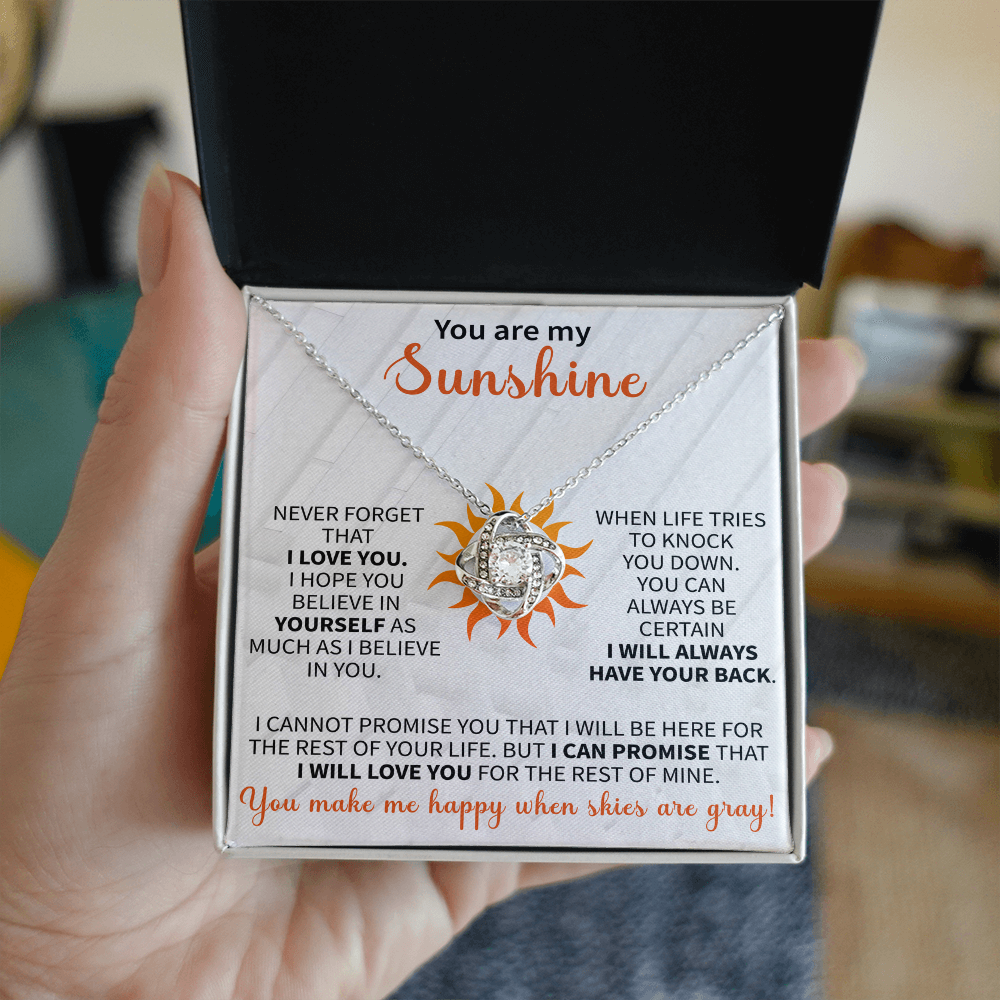 You are my
Sunshine
NEVER FORGET
THAT
I LOVE YOU.
I HOPE YOU
BELIEVE IN
YOURSELF AS
MUCH AS I BELIEVE
IN YOU.
WHEN LIFE TRIES
TO KNOCK
YOU DOWN.
YOU CAN
ALWAYS BE
CERTAIN
I WILL ALWAYS
HAVE YOUR BACK.
I CANNOT PROMISE YOU THAT I WILL BE HERE FOR
THE REST OF YOUR LIFE. BUT I CAN PROMISE THAT
I WILL LOVE YOU FOR THE REST OF MINE.
You make me happy when skies are gray!